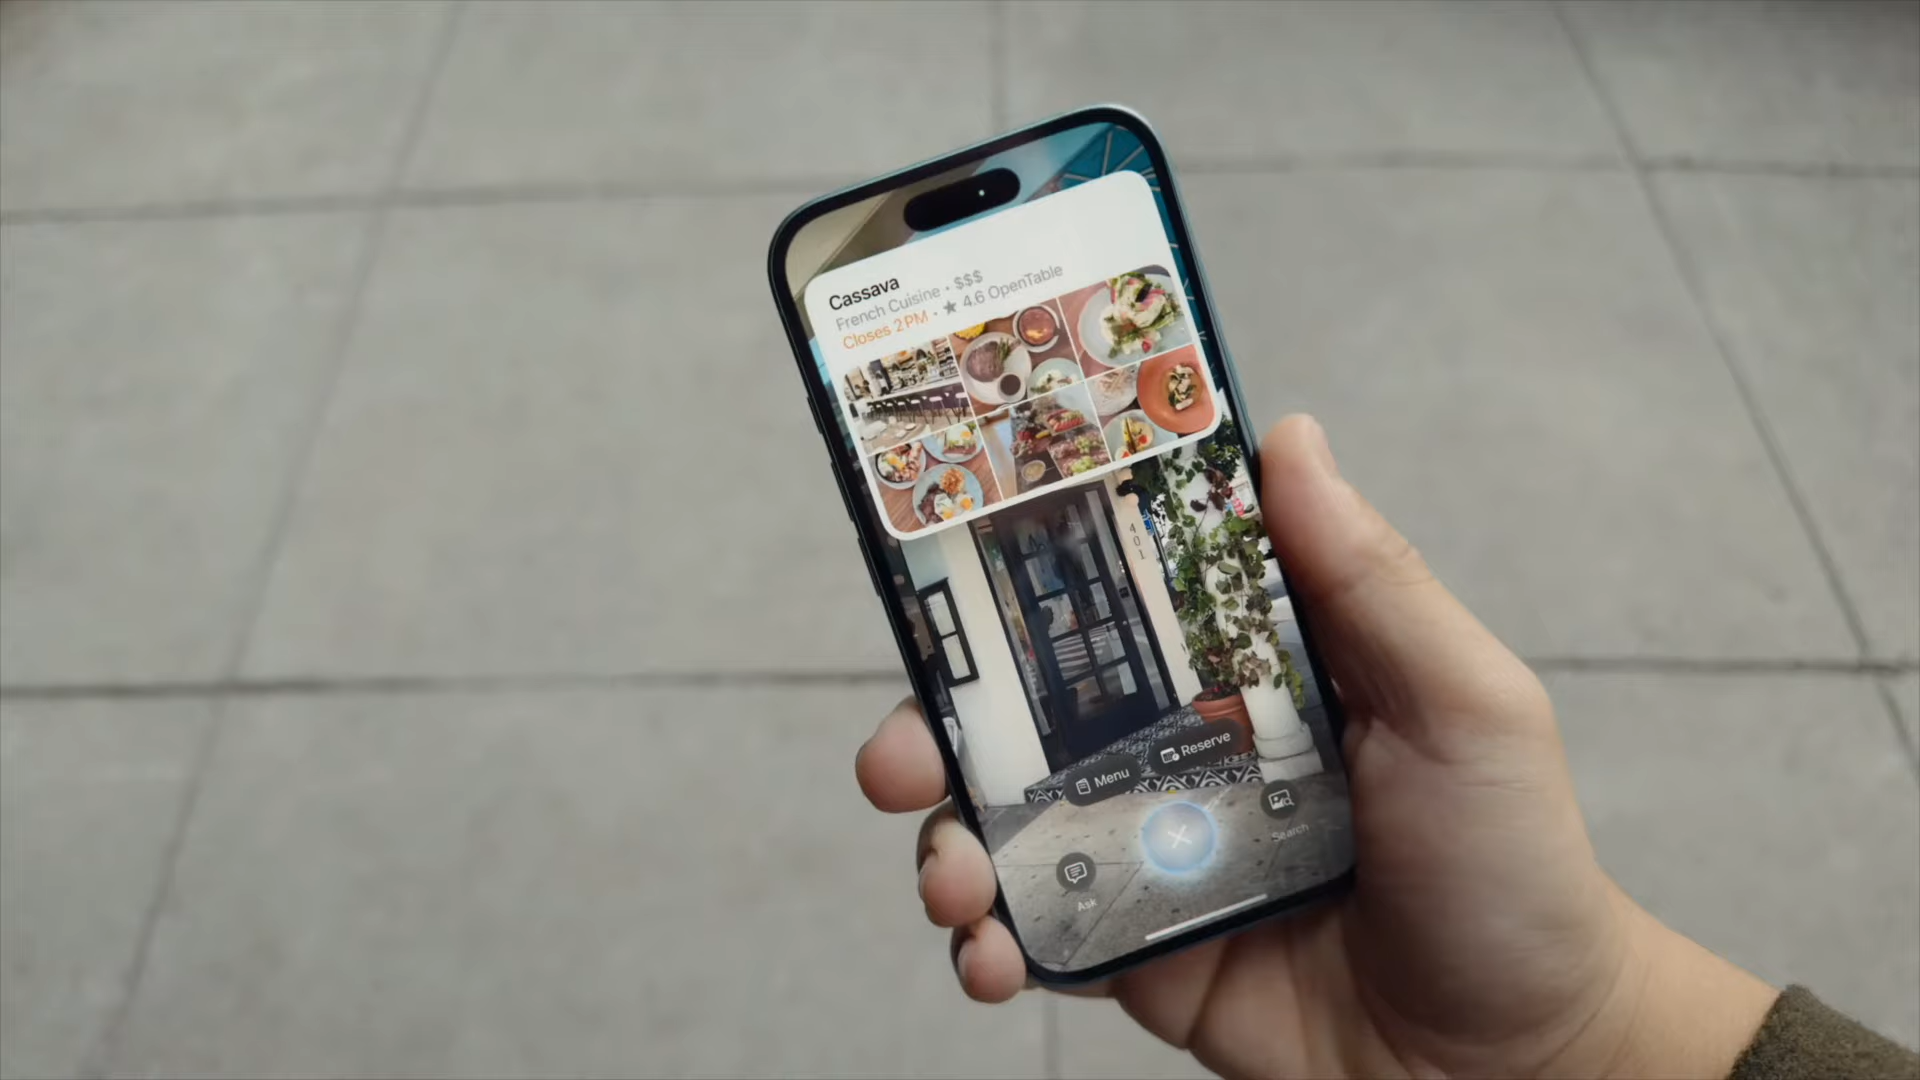 Cassava
French Cuisine • $$$
Closes 2 PM • ★ 4.6 OpenTable
401
Reserve
Menu
Search
Ask